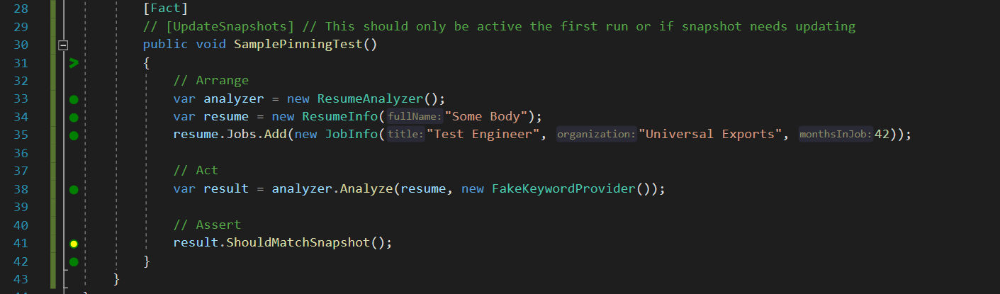 28 [Fact]
29 // [UpdateSnapshots] // This should only be active the first run or if snapshot needs updating
30 public void SamplePinningTest()
31 {
32 // Arrange
33 var analyzer = new ResumeAnalyzer();
34 var resume = new ResumeInfo(fullName:"Some Body");
35 resume.Jobs.Add(new JobInfo(title:"Test Engineer", organization:"Universal Exports", monthsInJob:42));
36
37 // Act
38 var result = analyzer.Analyze(resume, new FakeKeywordProvider());
39
40 // Assert
41 result.ShouldMatchSnapshot();
42 }
43 }